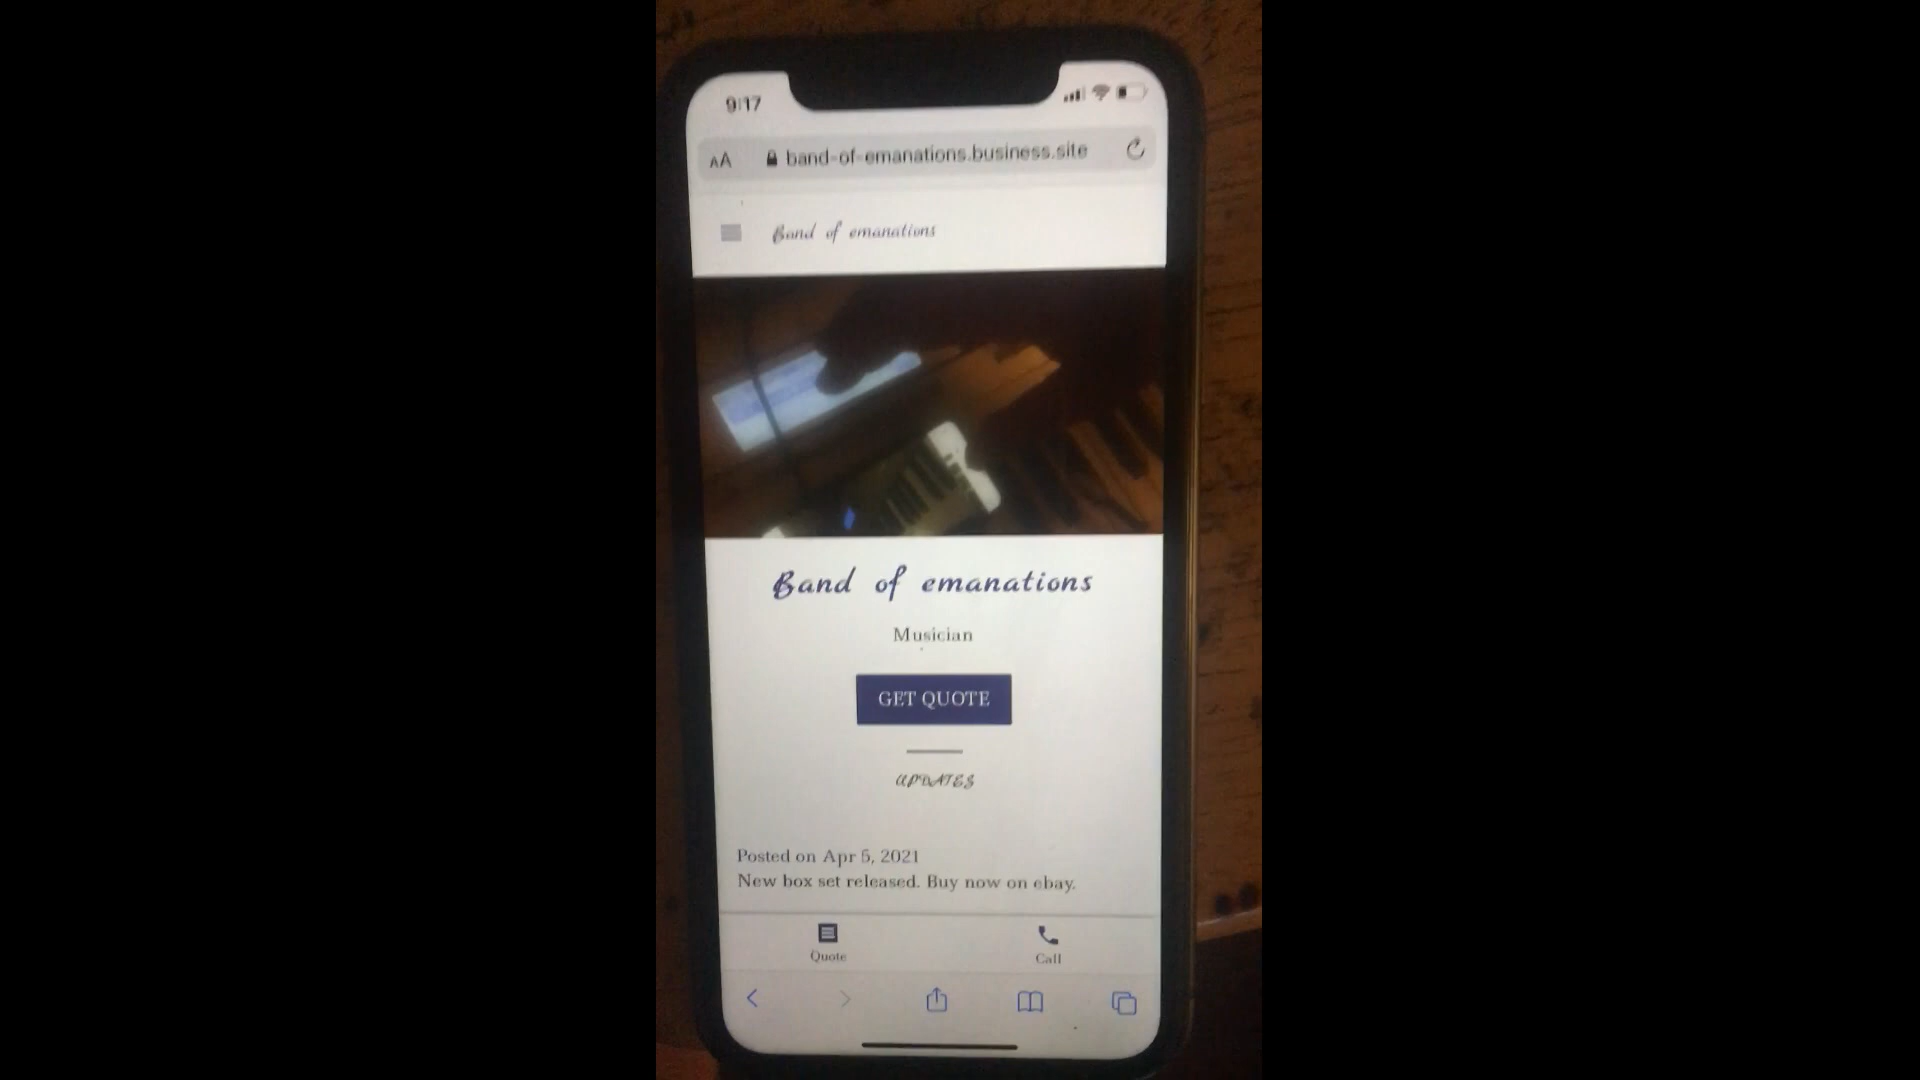 9:17
AA band-of-emanations.business.site
Band of emanations
Band of emanations
Musician
GET QUOTE
UPDATES
Posted on Apr 5, 2021
New box set released. Buy now on ebay.
Quote Call